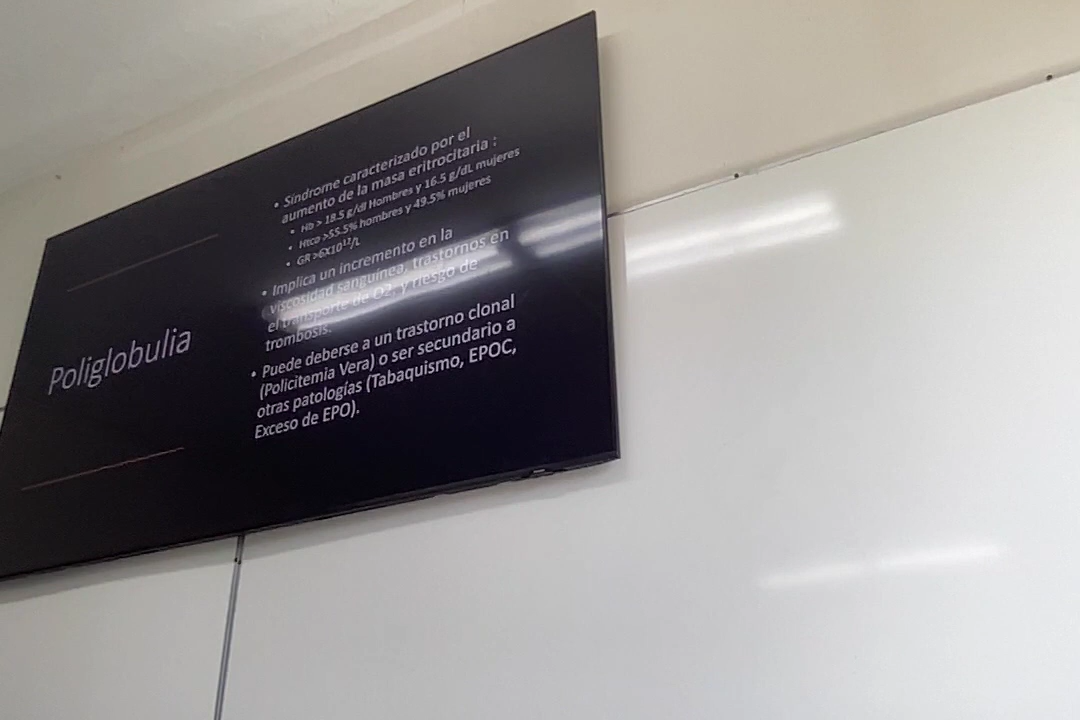 Poliglobulia
• Síndrome caracterizado por el
aumento de la masa eritrocitaria :
• Hb > 18.5 g/dl Hombres y 16.5 g/dL mujeres
• Htco >55.5% hombres y 49.5% mujeres
• GR >6X10¹²/L
• Implica un incremento en la
viscosidad sanguínea, trastornos en
el transporte de O2, y riesgo de
trombosis.
• Puede deberse a un trastorno clonal
(Policitemia Vera) o ser secundario a
otras patologías (Tabaquismo, EPOC,
Exceso de EPO).